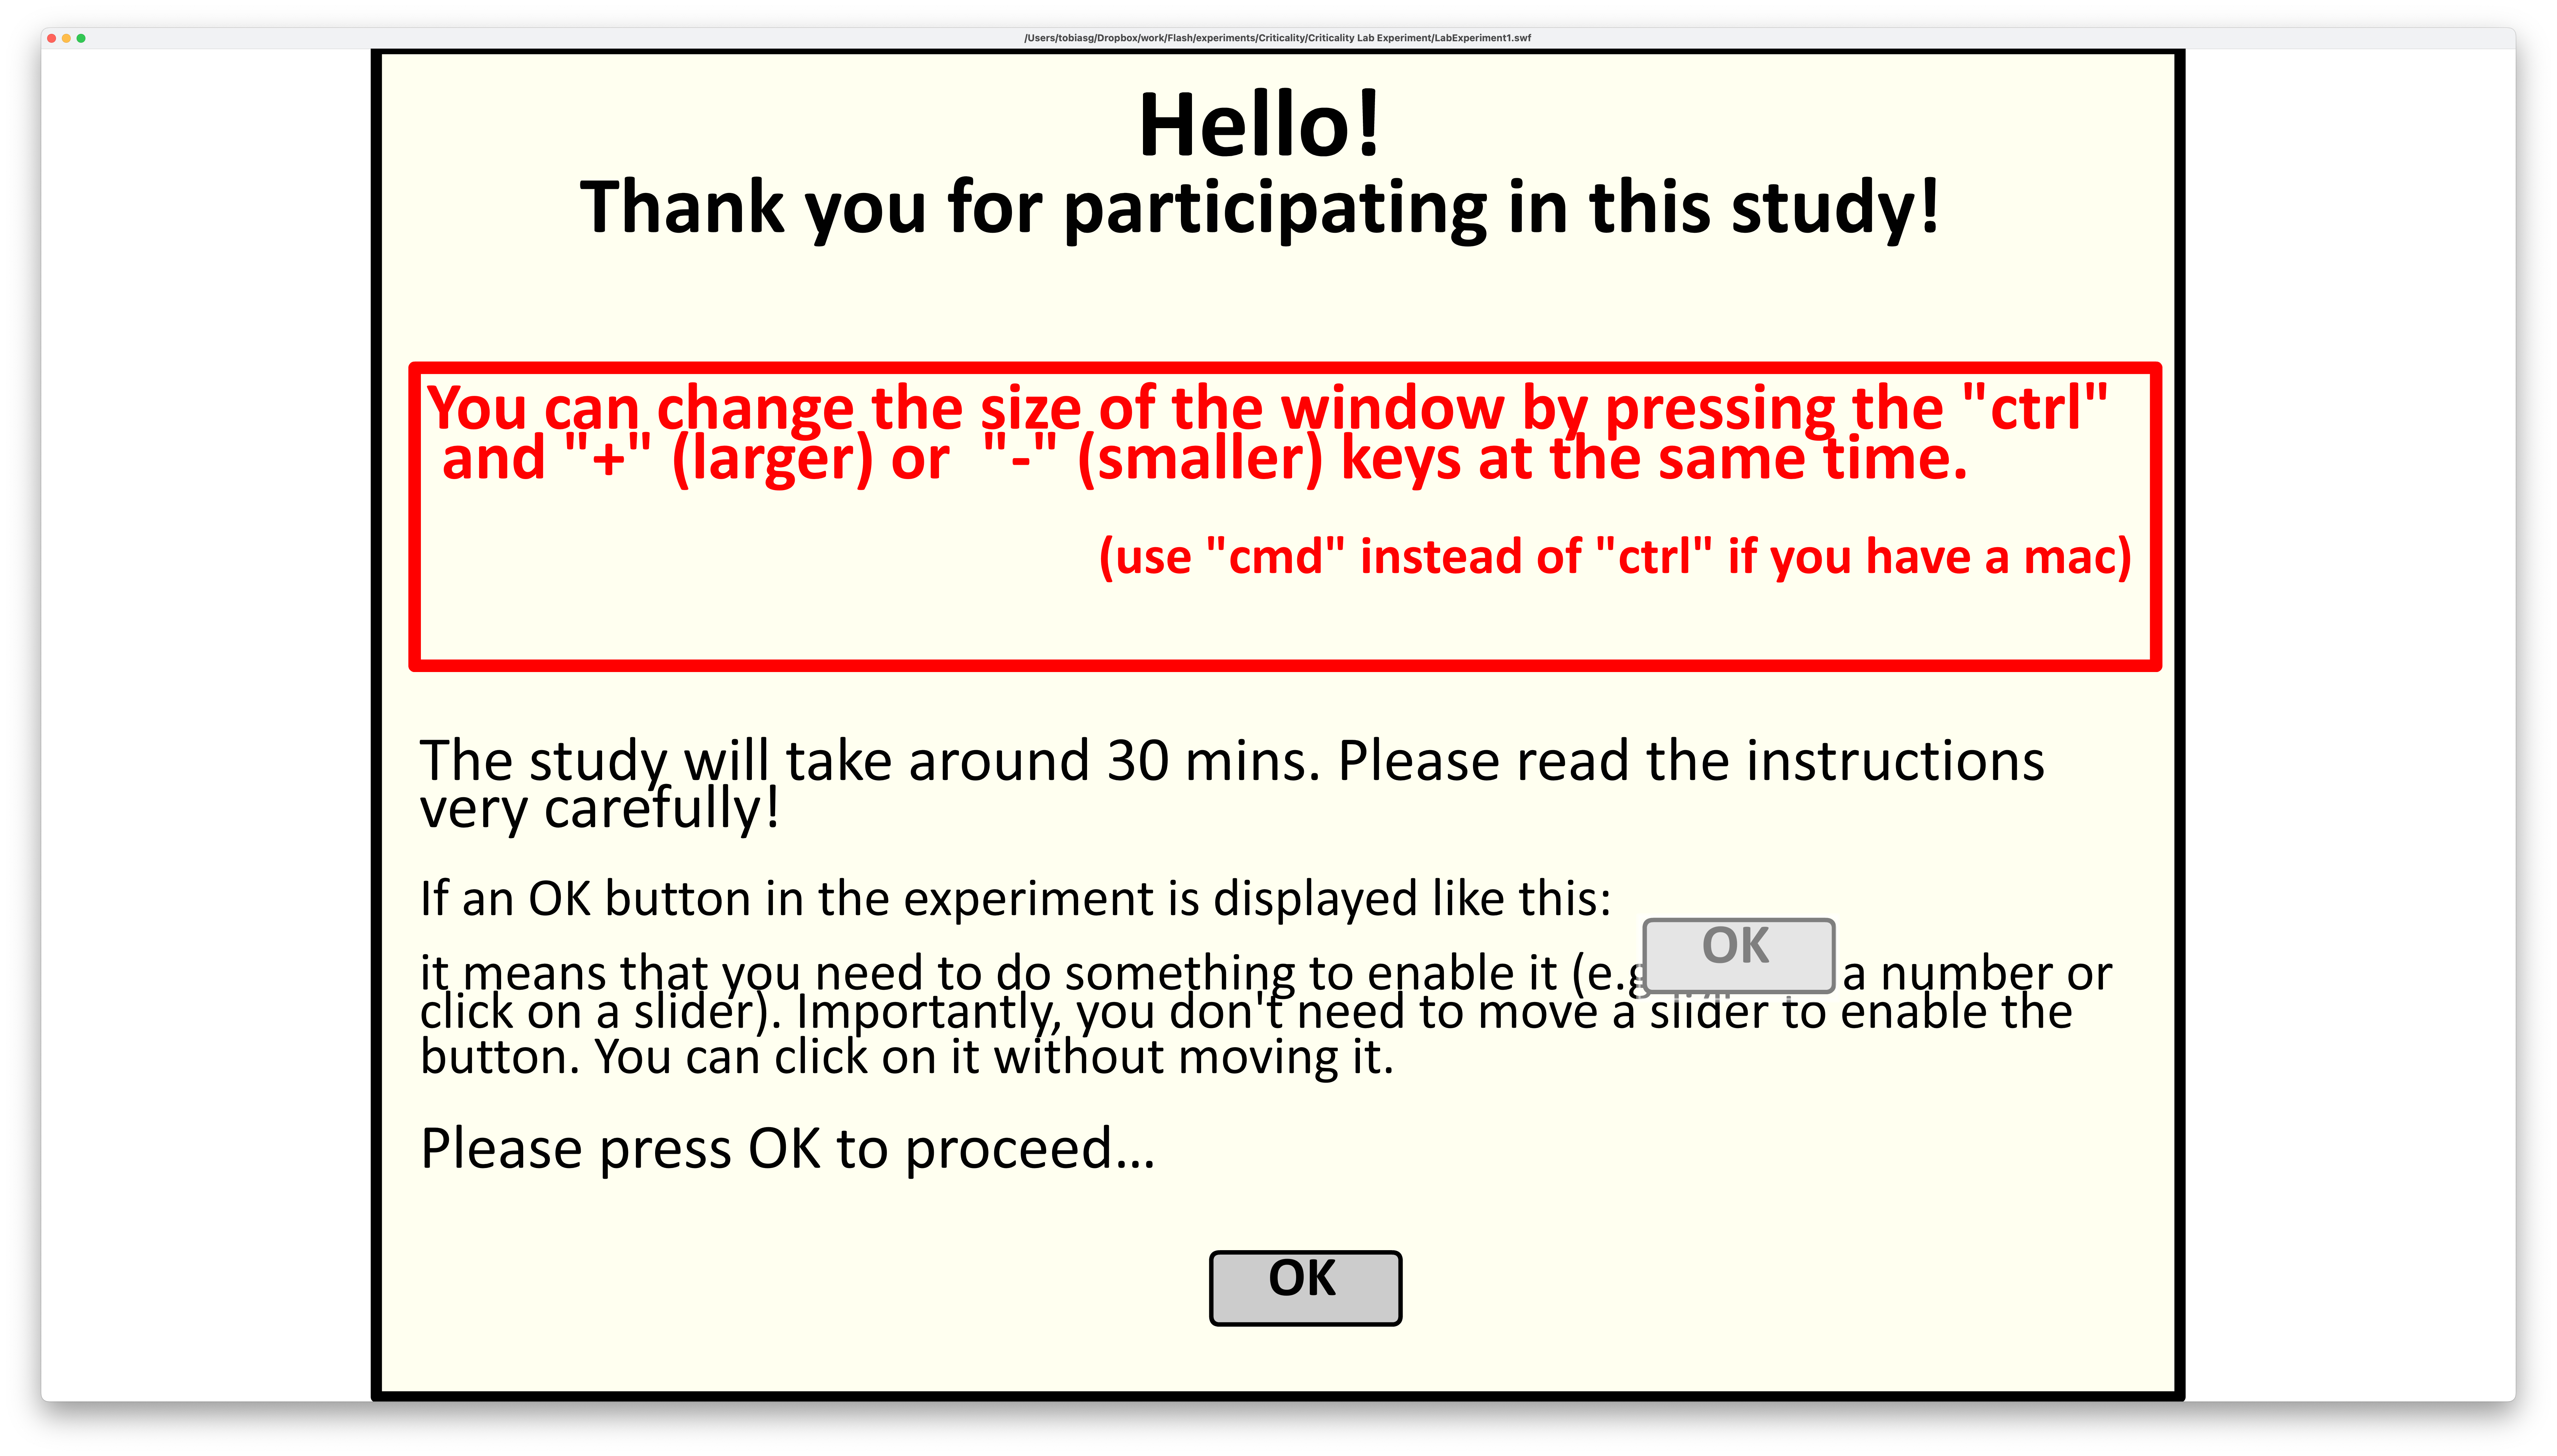 /Users/tobiasg/Dropbox/work/Flash/experiments/Criticality/Criticality Lab Experiment/LabExperiment1.swf
Hello!
Thank you for participating in this study!
You can change the size of the window by pressing the "ctrl"
and "+" (larger) or "-" (smaller) keys at the same time.
(use "cmd" instead of "ctrl" if you have a mac)
The study will take around 30 mins. Please read the instructions
very carefully!
If an OK button in the experiment is displayed like this:
OK
it means that you need to do something to enable it (e.g a number or
click on a slider). Importantly, you don't need to move a slider to enable the
button. You can click on it without moving it.
Please press OK to proceed...
OK